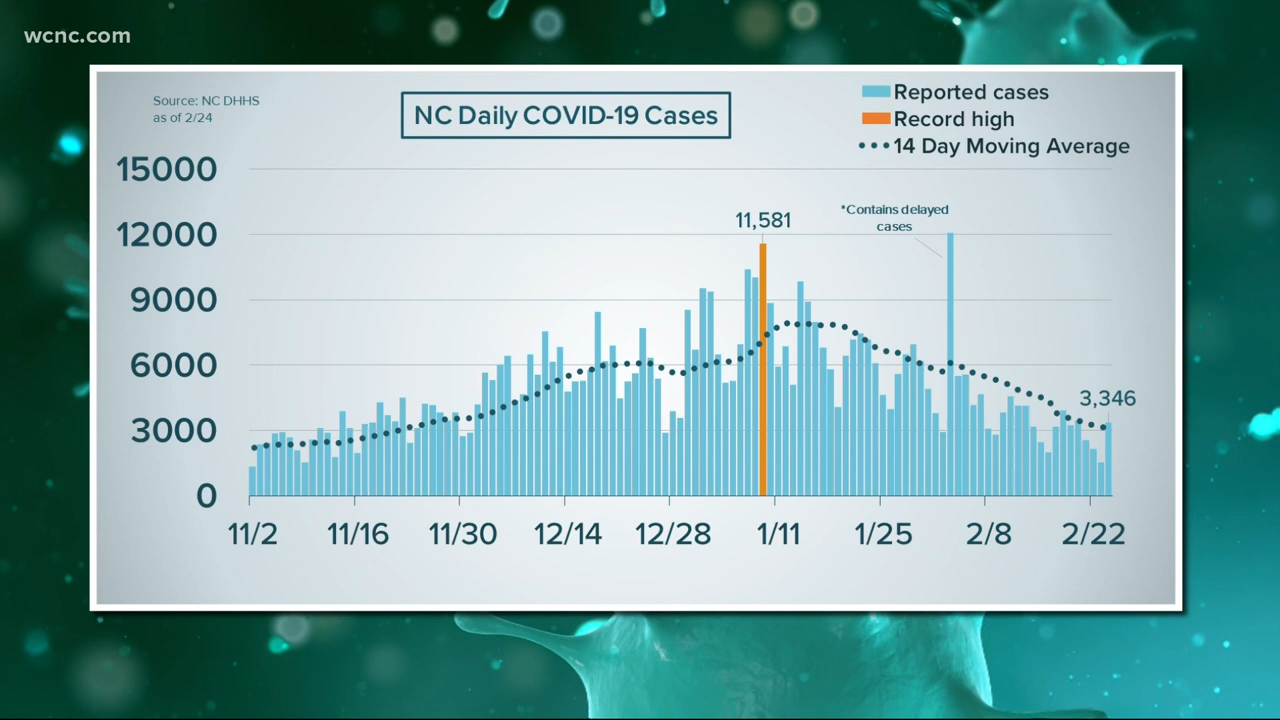 wcnc.com
Source: NC DHHS
as of 2/24
NC Daily COVID-19 Cases
Reported cases
Record high
14 Day Moving Average
15000
12000
9000
6000
3000
0
11,581
*Contains delayed
cases
3,346
11/2 11/16 11/30 12/14 12/28 1/11 1/25 2/8 2/22